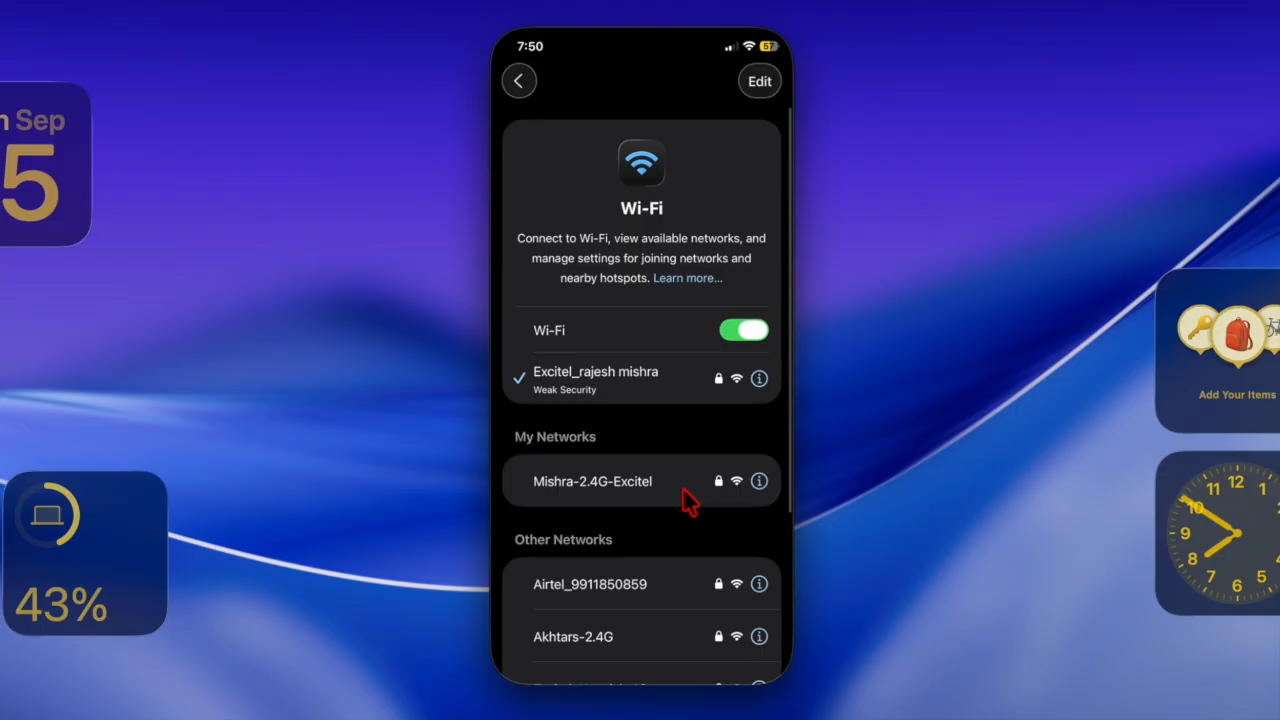 7:50
57
Edit
Sep
5
Wi-Fi
Connect to Wi-Fi, view available networks, and
manage settings for joining networks and
nearby hotspots. Learn more...
Wi-Fi
Excitel_rajesh mishra
Weak Security
My Networks
Mishra-2.4G-Excitel
Other Networks
Airtel_9911850859
Akhtars-2.4G
43%
Add Your Items
11 12 1
10
9
8
7 6 5